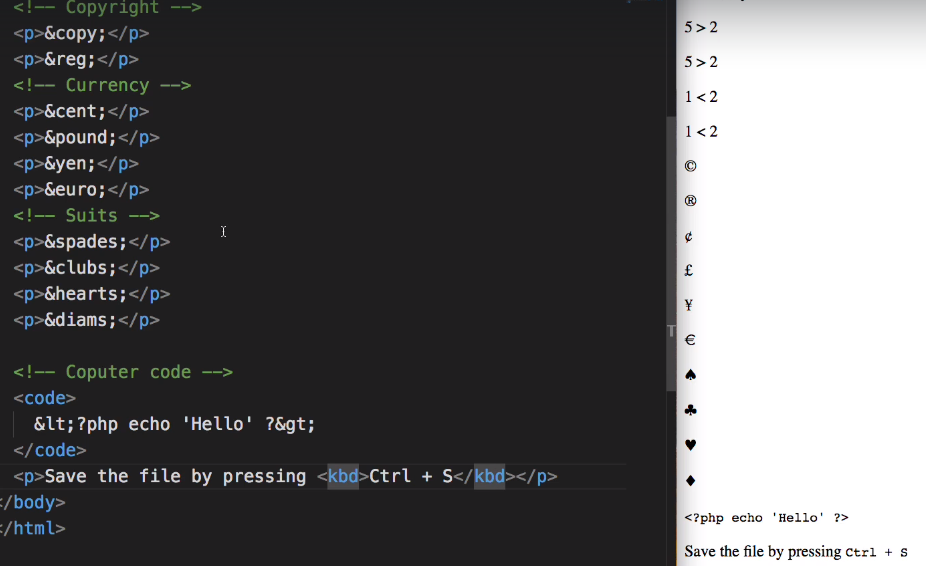 <!-- Copyright -->
<p>&copy;</p>
<p>&reg;</p>
<!-- Currency -->
<p>&cent;</p>
<p>&pound;</p>
<p>&yen;</p>
<p>&euro;</p>
<!-- Suits -->
<p>&spades;</p>
<p>&clubs;</p>
<p>&hearts;</p>
<p>&diams;</p>
<!-- Coputer code -->
<code>
&lt;?php echo 'Hello' ?&gt;
</code>
<p>Save the file by pressing <kbd>Ctrl + S</kbd></p>
/body>
/html>
5 > 2
5 > 2
1 < 2
1 < 2
©
®
¢
£
¥
€
♠
♣
♥
♦
<?php echo 'Hello' ?>
Save the file by pressing Ctrl + S